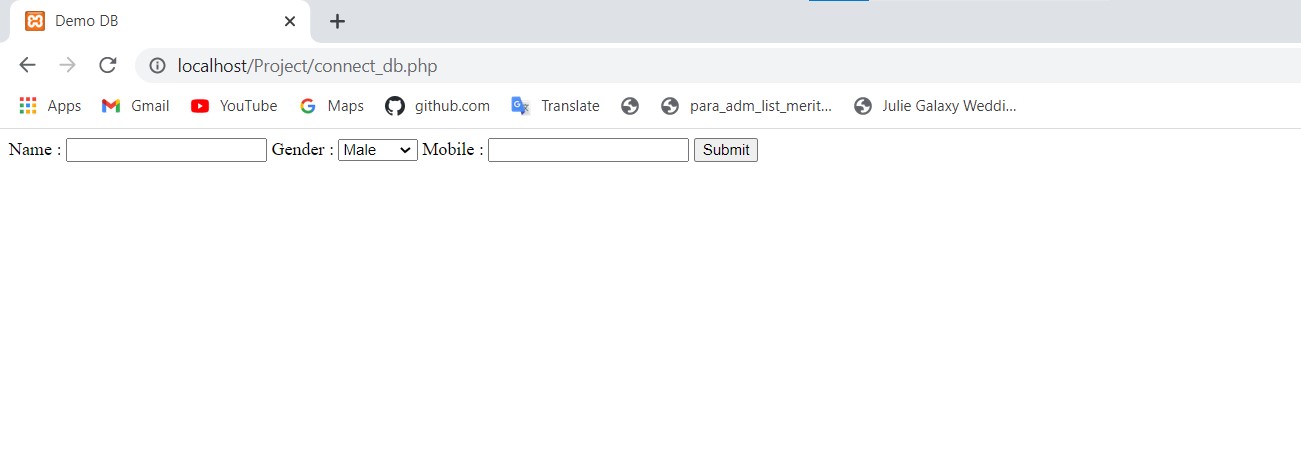 Demo DB
localhost/Project/connect_db.php
Apps Gmail YouTube Maps github.com Translate para_adm_list_merit... Julie Galaxy Weddi...
Name : Gender : Male Mobile : Submit